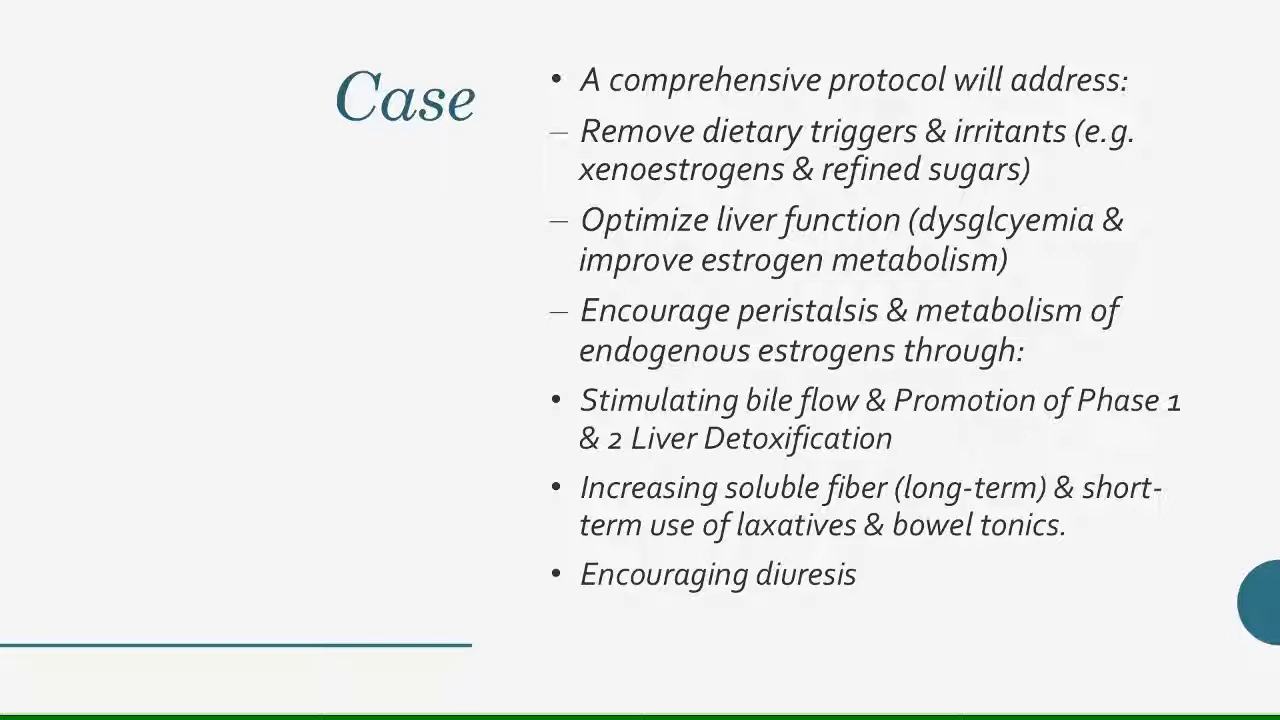 Case
• A comprehensive protocol will address:
– Remove dietary triggers & irritants (e.g.
xenoestrogens & refined sugars)
– Optimize liver function (dysglcyemia &
improve estrogen metabolism)
– Encourage peristalsis & metabolism of
endogenous estrogens through:
• Stimulating bile flow & Promotion of Phase 1
& 2 Liver Detoxification
• Increasing soluble fiber (long-term) & short-
term use of laxatives & bowel tonics.
• Encouraging diuresis